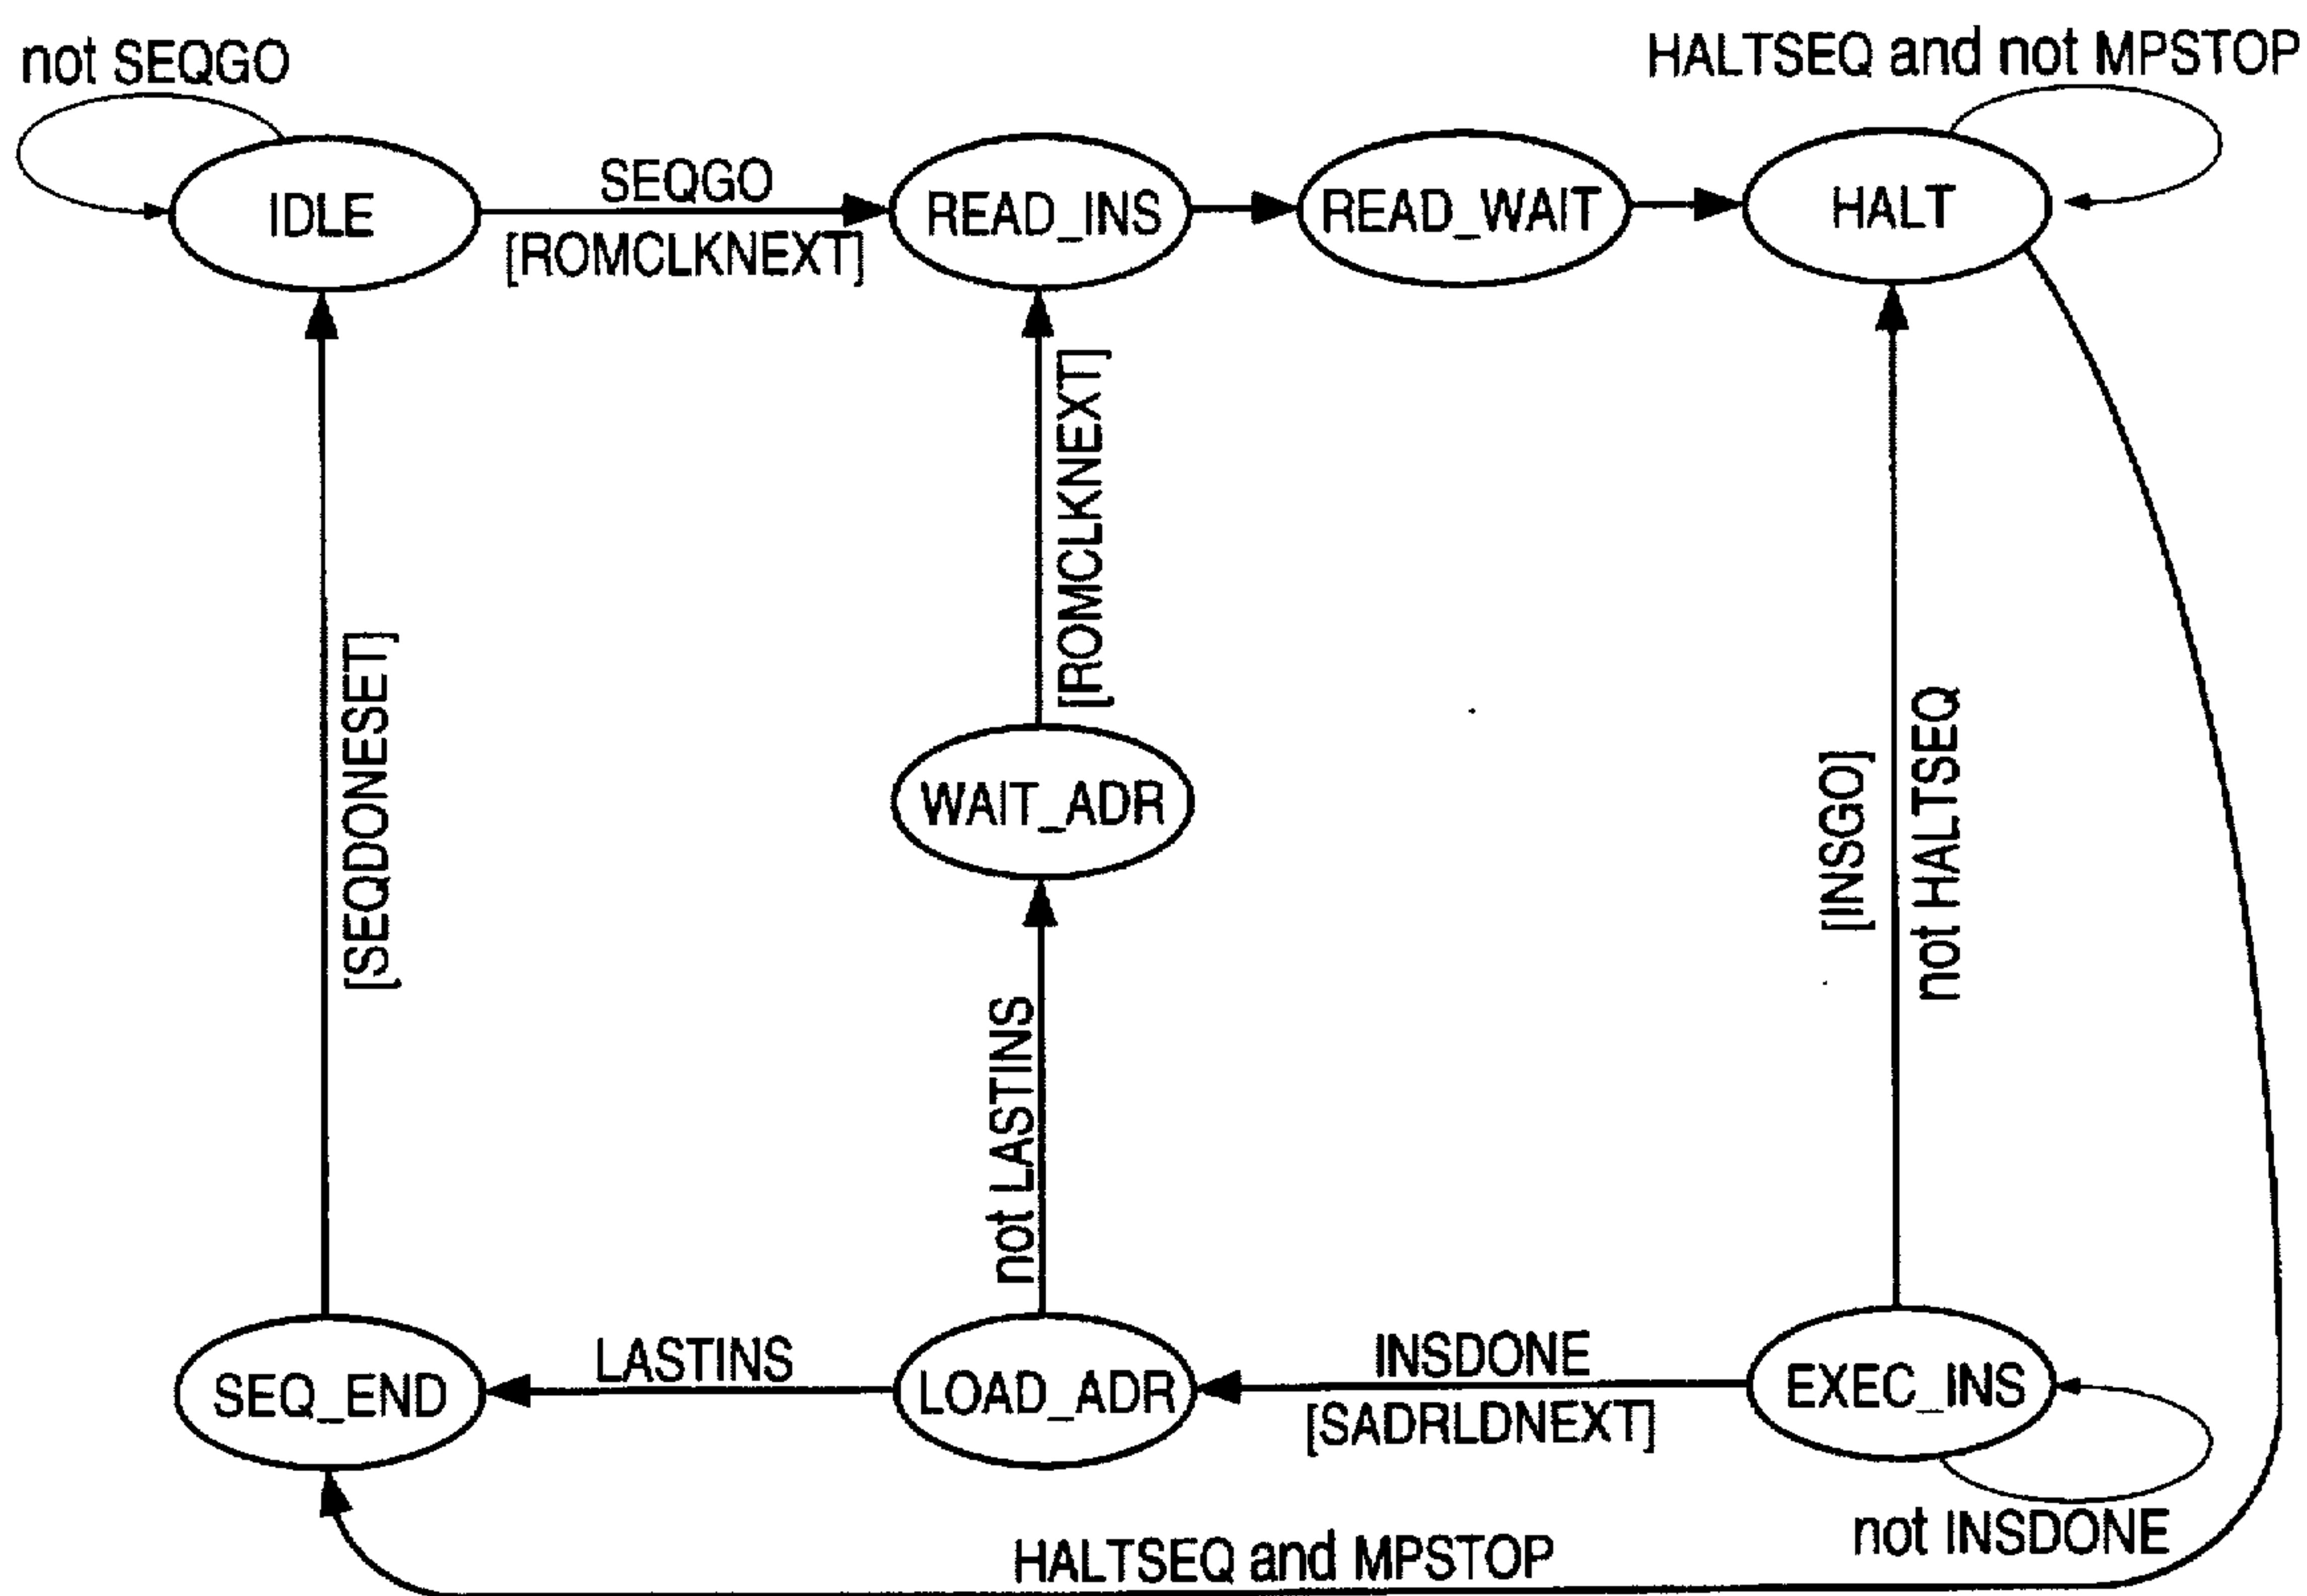 not SEQGO
HALTSEQ and not MPSTOP
IDLE
SEQGO
[ROMCLKNEXT]
READ_INS
READ_WAIT
HALT
[SEQDONESET]
[ROMCLKNEXT]
WAIT_ADR
not LASTINS
[INSGO]
not HALTSEQ
SEQ_END
LASTINS
LOAD_ADR
INSDONE
[SADRLDNEXT]
EXEC_INS
not INSDONE
HALTSEQ and MPSTOP